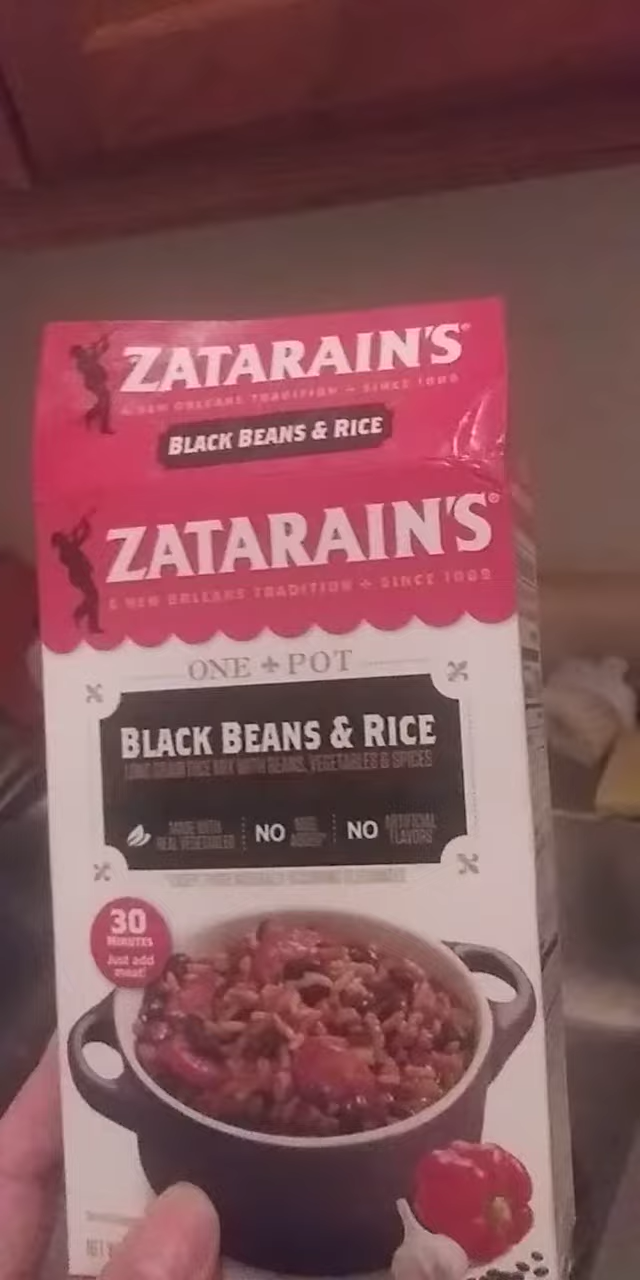 ZATARAIN'S®
A NEW ORLEANS TRADITION + SINCE 1889
BLACK BEANS & RICE
ZATARAIN'S®
A NEW ORLEANS TRADITION + SINCE 1889
ONE + POT
BLACK BEANS & RICE
LONG GRAIN RICE MIX WITH BEANS, VEGETABLES & SPICES
MADE WITH
REAL VEGETABLES
NO MSG
ADDED*
NO ARTIFICIAL
FLAVORS
30
MINUTES
Just add
meat!